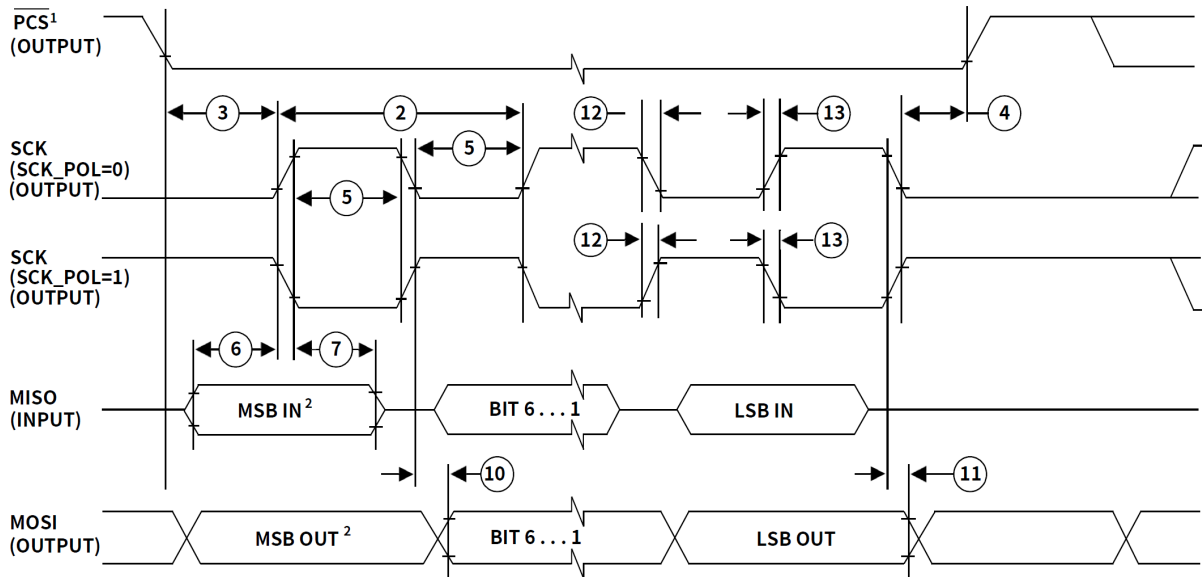 PCS¹
(OUTPUT)
3
2
12
13
4
SCK
(SCK_POL=0)
(OUTPUT)
5
5
SCK
(SCK_POL=1)
(OUTPUT)
12
13
6
7
MISO
(INPUT)
MSB IN²
BIT 6 . . . 1
LSB IN
10
11
MOSI
(OUTPUT)
MSB OUT²
BIT 6 . . . 1
LSB OUT